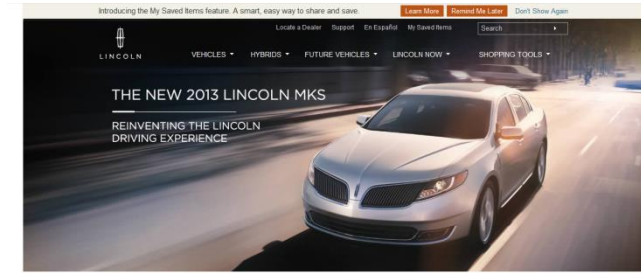 Introducing the My Saved Items feature. A smart, easy way to share and save. Learn More Remind Me Later Don't Show Again
Locate a Dealer Support En Español My Saved Items Search
LINCOLN VEHICLES HYBRIDS FUTURE VEHICLES LINCOLN NOW SHOPPING TOOLS
THE NEW 2013 LINCOLN MKS
REINVENTING THE LINCOLN
DRIVING EXPERIENCE